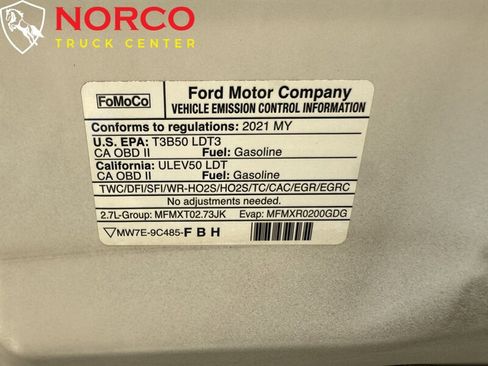 NORCO
TRUCK CENTER
FoMoCo
Ford Motor Company
VEHICLE EMISSION CONTROL INFORMATION
Conforms to regulations: 2021 MY
U.S. EPA: T3B50 LDT3
CA OBD II Fuel: Gasoline
California: ULEV50 LDT
CA OBD II Fuel: Gasoline
TWC/DFI/SFI/WR-HO2S/HO2S/TC/CAC/EGR/EGRC
No adjustments needed.
2.7L-Group: MFMXT02.73JK Evap: MFMXR0200GDG
MW7E-9C485-FBH